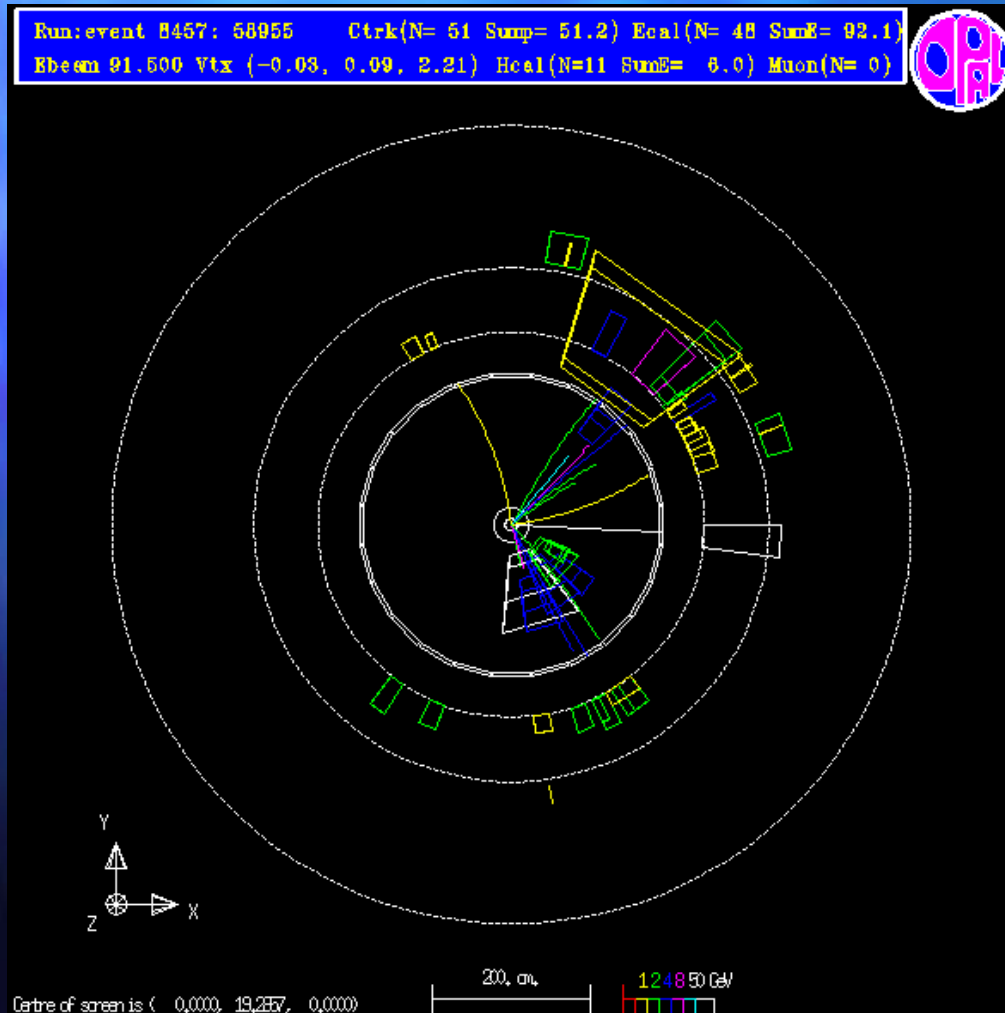 Run:event 8457: 58955 Ctrk(N= 51 Sump= 51.2) Ecal(N= 48 SumE= 92.1)
Ebeam 91.500 Vtx (-0.03, 0.09, 2.21) Hcal(N=11 SumE= 6.0) Muon(N= 0)
OPAL
Y
X
Z
200. cm.
1 2 4 8 50 GeV
Centre of screen is ( 0.0000, 19.2857, 0.0000)